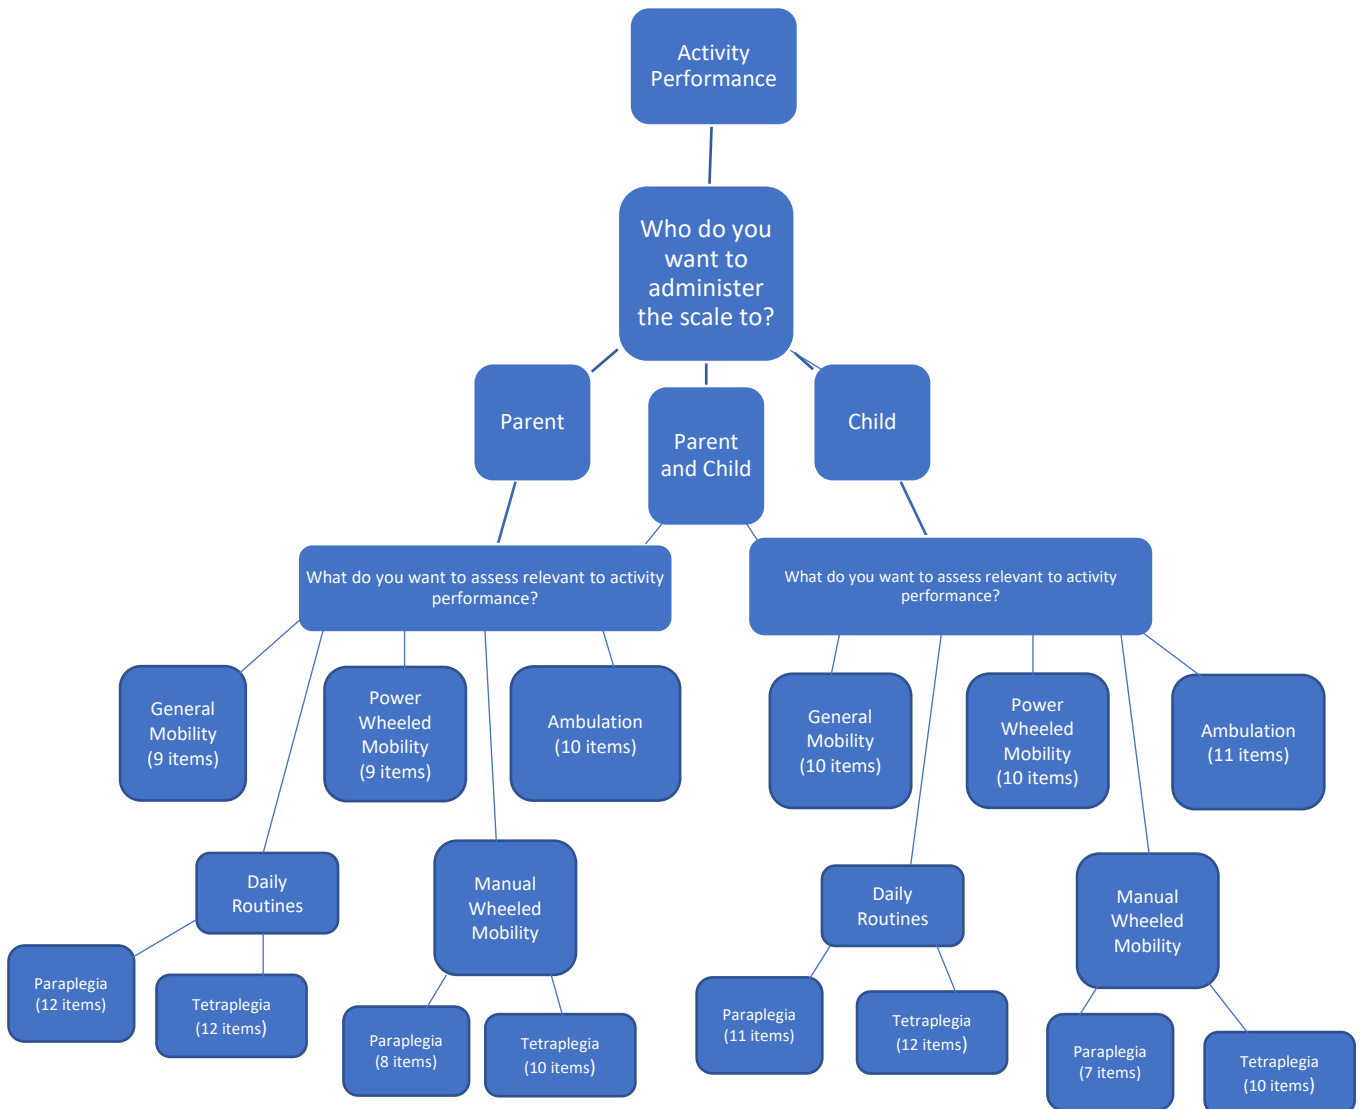 Activity
Performance
Who do you
want to
administer
the scale to?
Parent
Parent
and Child
Child
What do you want to assess relevant to activity
performance?
What do you want to assess relevant to activity
performance?
General
Mobility
(9 items)
Power
Wheeled
Mobility
(9 items)
Ambulation
(10 items)
General
Mobility
(10 items)
Power
Wheeled
Mobility
(10 items)
Ambulation
(11 items)
Daily
Routines
Manual
Wheeled
Mobility
Daily
Routines
Manual
Wheeled
Mobility
Paraplegia
(12 items)
Tetraplegia
(12 items)
Paraplegia
(8 items)
Tetraplegia
(10 items)
Paraplegia
(11 items)
Tetraplegia
(12 items)
Paraplegia
(7 items)
Tetraplegia
(10 items)